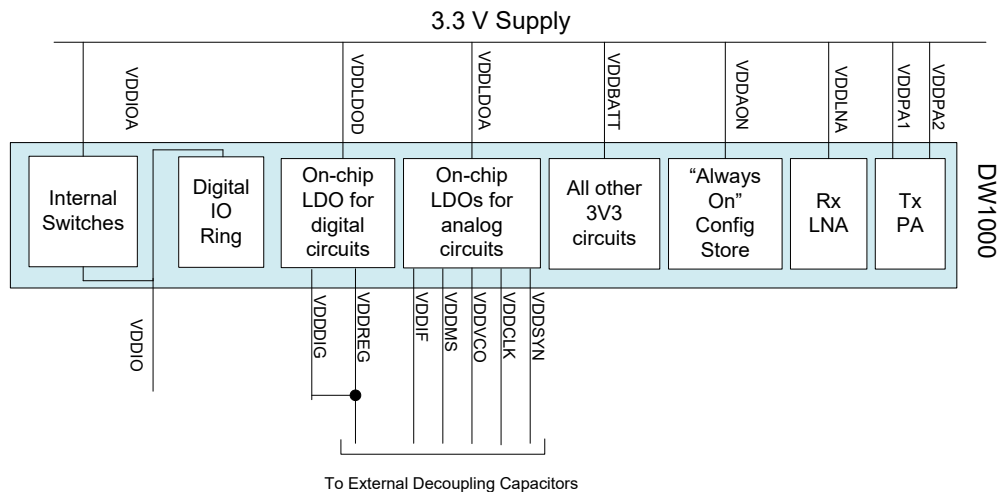 3.3 V Supply
VDDIOA
VDDLDOD
VDDLDOA
VDDBATT
VDDAON
VDDLNA
VDDPA1
VDDPA2
Internal
Switches
Digital
IO
Ring
On-chip
LDO for
digital
circuits
On-chip
LDOs for
analog
circuits
All other
3V3
circuits
“Always
On”
Config
Store
Rx
LNA
Tx
PA
DW1000
VDDIO
VDDDIG
VDDREG
VDDIF
VDDMS
VDDVCO
VDDCLK
VDDSYN
To External Decoupling Capacitors